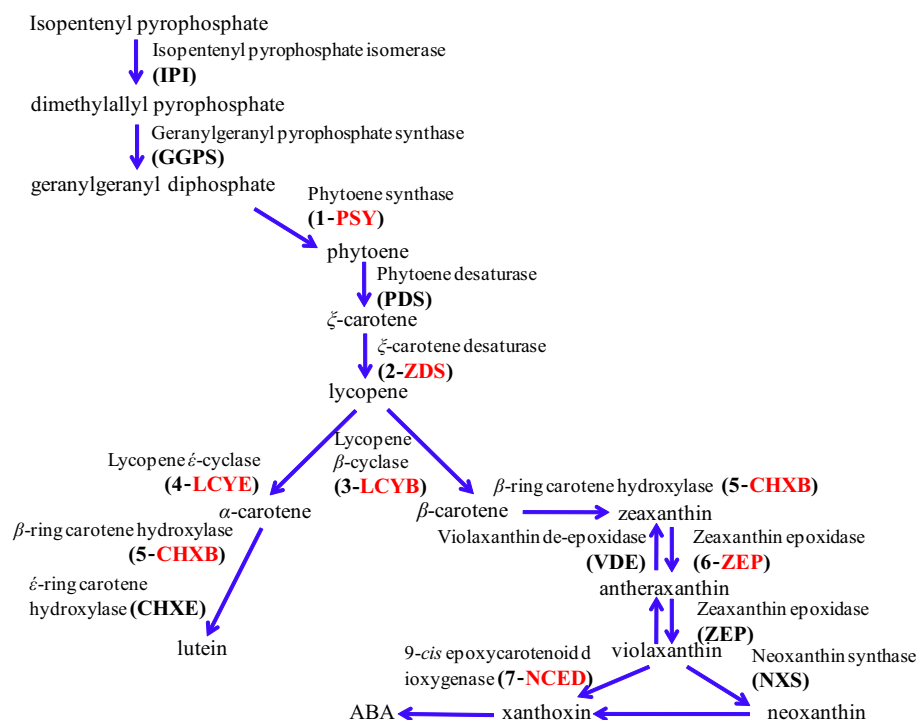 Isopentenyl pyrophosphate
Isopentenyl pyrophosphate isomerase
(IPI)
dimethylallyl pyrophosphate
Geranylgeranyl pyrophosphate synthase
(GGPS)
geranylgeranyl diphosphate
Phytoene synthase
(1-PSY)
phytoene
Phytoene desaturase
(PDS)
ξ-carotene
ξ-carotene desaturase
(2-ZDS)
lycopene
Lycopene έ-cyclase
(4-LCYE)
Lycopene
β-cyclase
(3-LCYB)
α-carotene
β-carotene
β-ring carotene hydroxylase (5-CHXB)
zeaxanthin
β-ring carotene hydroxylase
(5-CHXB)
Violaxanthin de-epoxidase
(VDE)
Zeaxanthin epoxidase
(6-ZEP)
έ-ring carotene
hydroxylase (CHXE)
antheraxanthin
Zeaxanthin epoxidase
(ZEP)
lutein
violaxanthin
9-cis epoxycarotenoid d
ioxygenase (7-NCED)
Neoxanthin synthase
(NXS)
ABA
xanthoxin
neoxanthin